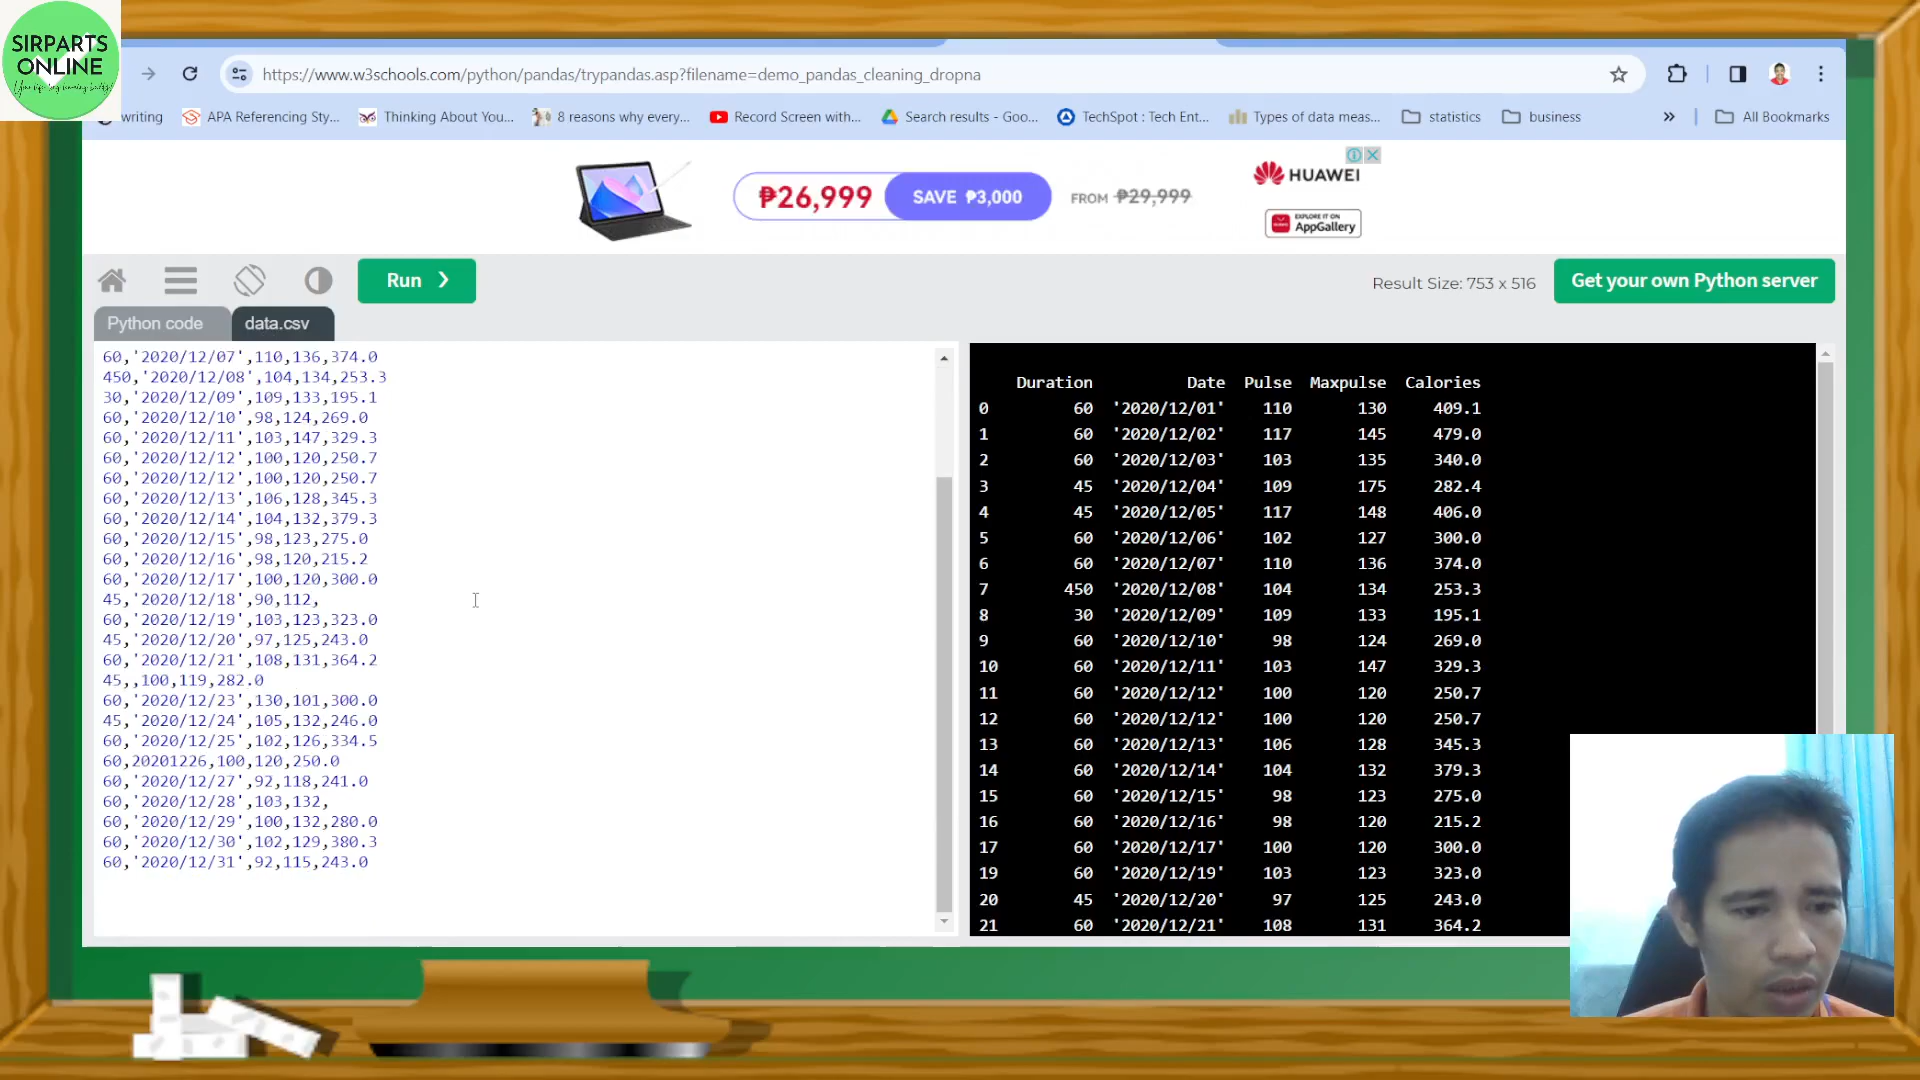 SIRPARTS
ONLINE
https://www.w3schools.com/python/pandas/trypandas.asp?filename=demo_pandas_cleaning_dropna
writing
APA Referencing Sty...
Thinking About You...
8 reasons why every...
Record Screen with...
Search results - Goo...
TechSpot : Tech Ent...
Types of data meas...
statistics
business
»
All Bookmarks
₱26,999
SAVE ₱3,000
FROM ₱29,999
HUAWEI
EXPLORE IT ON
AppGallery
Run ❯
Result Size: 753 x 516
Get your own Python server
Python code
data.csv
60,'2020/12/07',110,136,374.0
450,'2020/12/08',104,134,253.3
30,'2020/12/09',109,133,195.1
60,'2020/12/10',98,124,269.0
60,'2020/12/11',103,147,329.3
60,'2020/12/12',100,120,250.7
60,'2020/12/12',100,120,250.7
60,'2020/12/13',106,128,345.3
60,'2020/12/14',104,132,379.3
60,'2020/12/15',98,123,275.0
60,'2020/12/16',98,120,215.2
60,'2020/12/17',100,120,300.0
45,'2020/12/18',90,112,
60,'2020/12/19',103,123,323.0
45,'2020/12/20',97,125,243.0
60,'2020/12/21',108,131,364.2
45,,100,119,282.0
60,'2020/12/23',130,101,300.0
45,'2020/12/24',105,132,246.0
60,'2020/12/25',102,126,334.5
60,20201226,100,120,250.0
60,'2020/12/27',92,118,241.0
60,'2020/12/28',103,132,
60,'2020/12/29',100,132,280.0
60,'2020/12/30',102,129,380.3
60,'2020/12/31',92,115,243.0
Duration Date Pulse Maxpulse Calories
0 60 '2020/12/01' 110 130 409.1
1 60 '2020/12/02' 117 145 479.0
2 60 '2020/12/03' 103 135 340.0
3 45 '2020/12/04' 109 175 282.4
4 45 '2020/12/05' 117 148 406.0
5 60 '2020/12/06' 102 127 300.0
6 60 '2020/12/07' 110 136 374.0
7 450 '2020/12/08' 104 134 253.3
8 30 '2020/12/09' 109 133 195.1
9 60 '2020/12/10' 98 124 269.0
10 60 '2020/12/11' 103 147 329.3
11 60 '2020/12/12' 100 120 250.7
12 60 '2020/12/12' 100 120 250.7
13 60 '2020/12/13' 106 128 345.3
14 60 '2020/12/14' 104 132 379.3
15 60 '2020/12/15' 98 123 275.0
16 60 '2020/12/16' 98 120 215.2
17 60 '2020/12/17' 100 120 300.0
19 60 '2020/12/19' 103 123 323.0
20 45 '2020/12/20' 97 125 243.0
21 60 '2020/12/21' 108 131 364.2